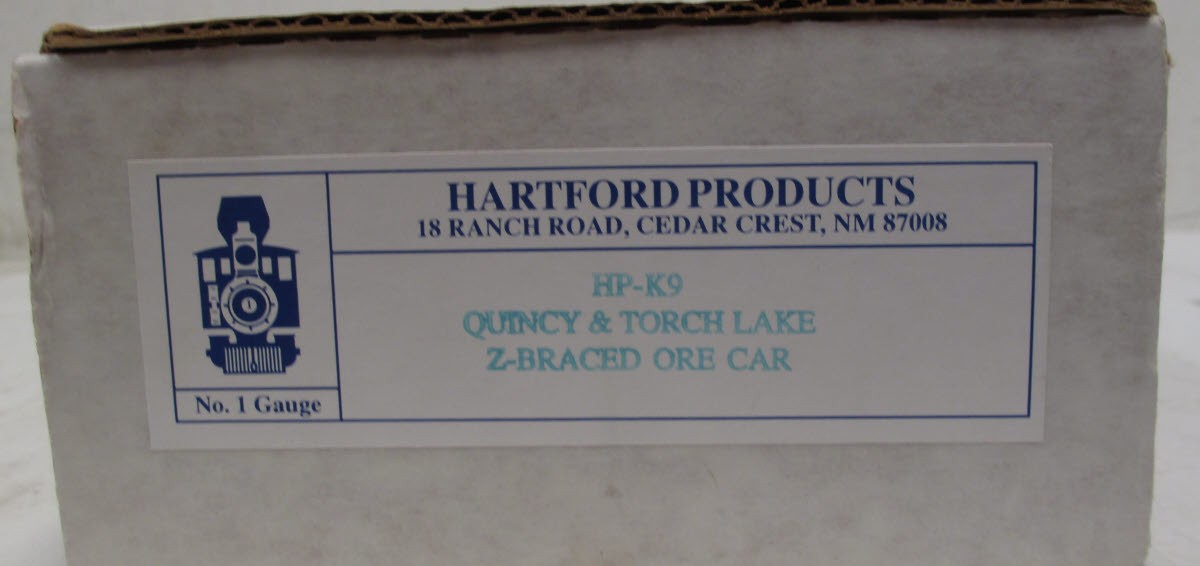 HARTFORD PRODUCTS
18 RANCH ROAD, CEDAR CREST, NM 87008
HP-K9
QUINCY & TORCH LAKE
Z-BRACED ORE CAR
1
No. 1 Gauge